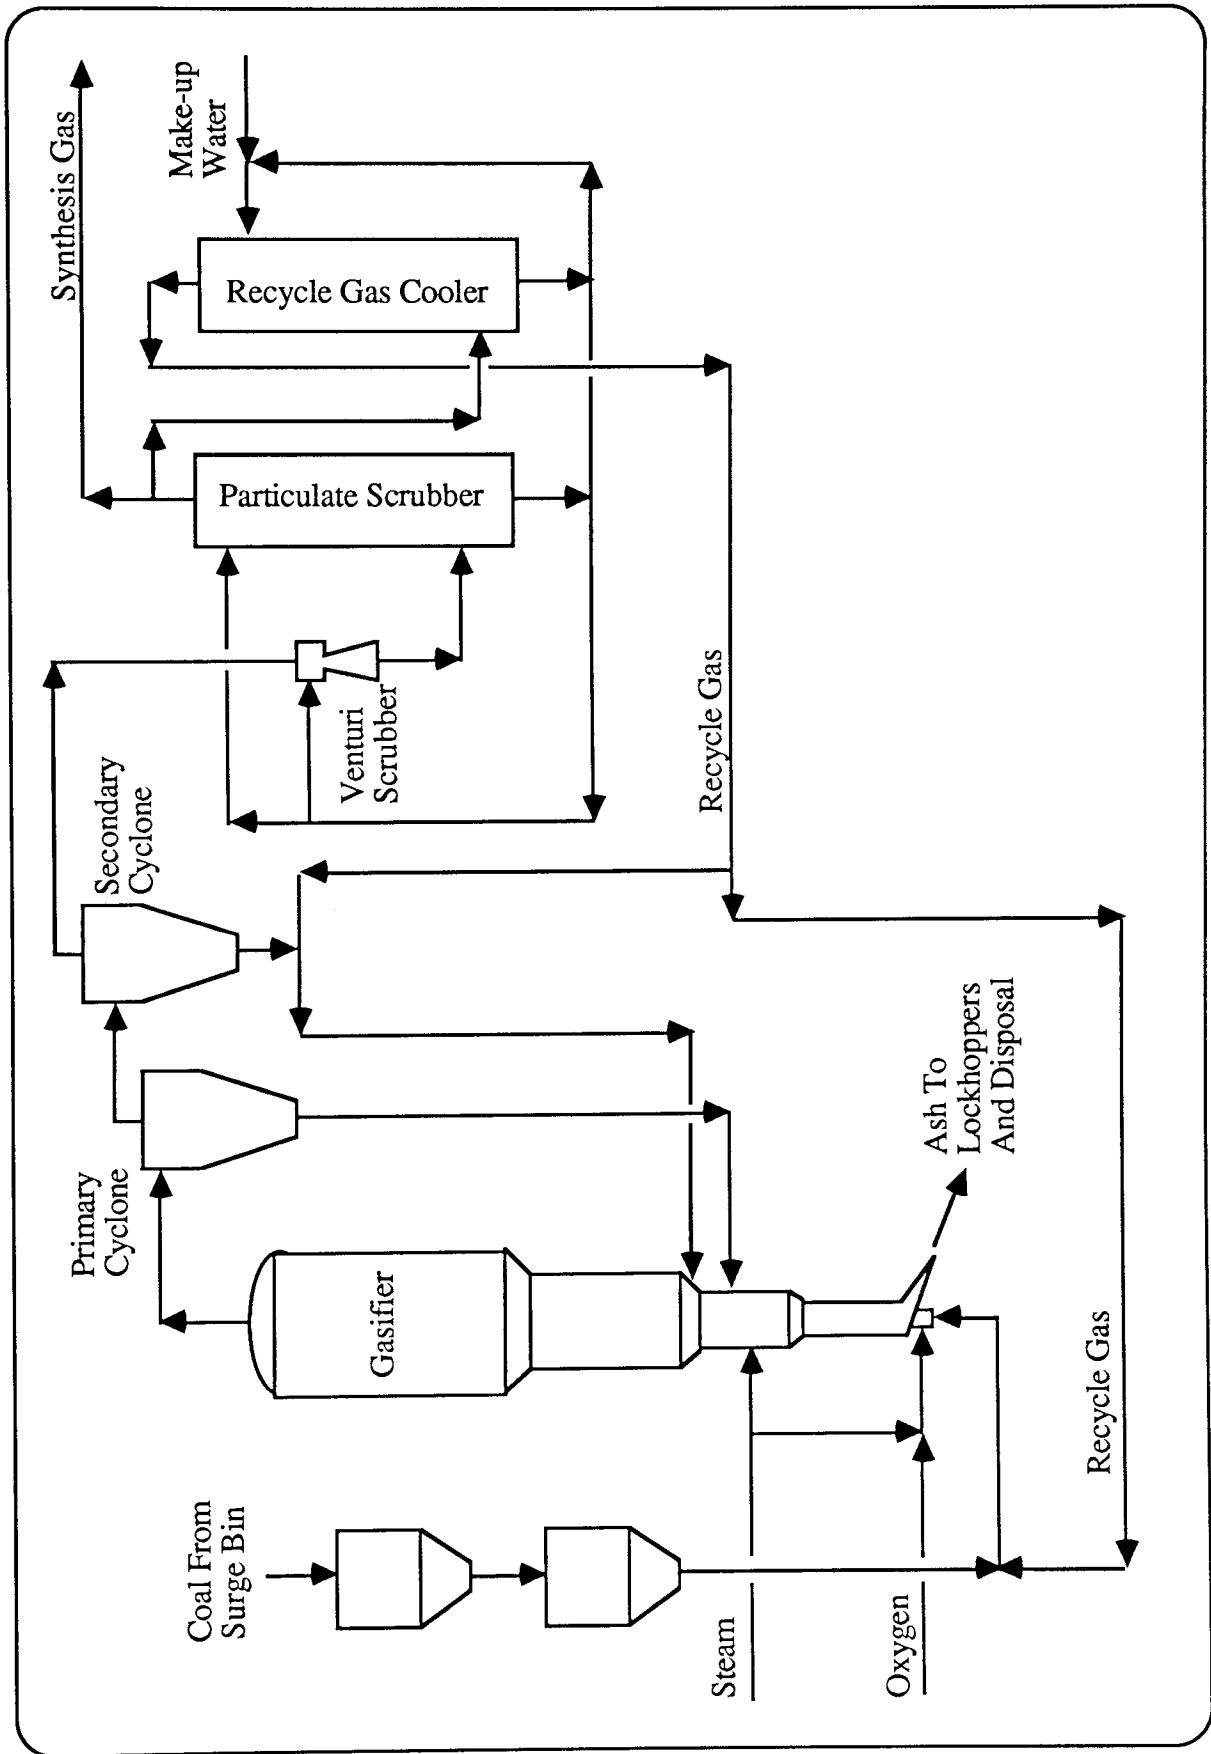 Coal From
Surge Bin
Steam
Oxygen
Gasifier
Primary
Cyclone
Secondary
Cyclone
Venturi
Scrubber
Particulate Scrubber
Recycle Gas Cooler
Synthesis Gas
Make-up
Water
Recycle Gas
Ash To
Lockhoppers
And Disposal
Recycle Gas